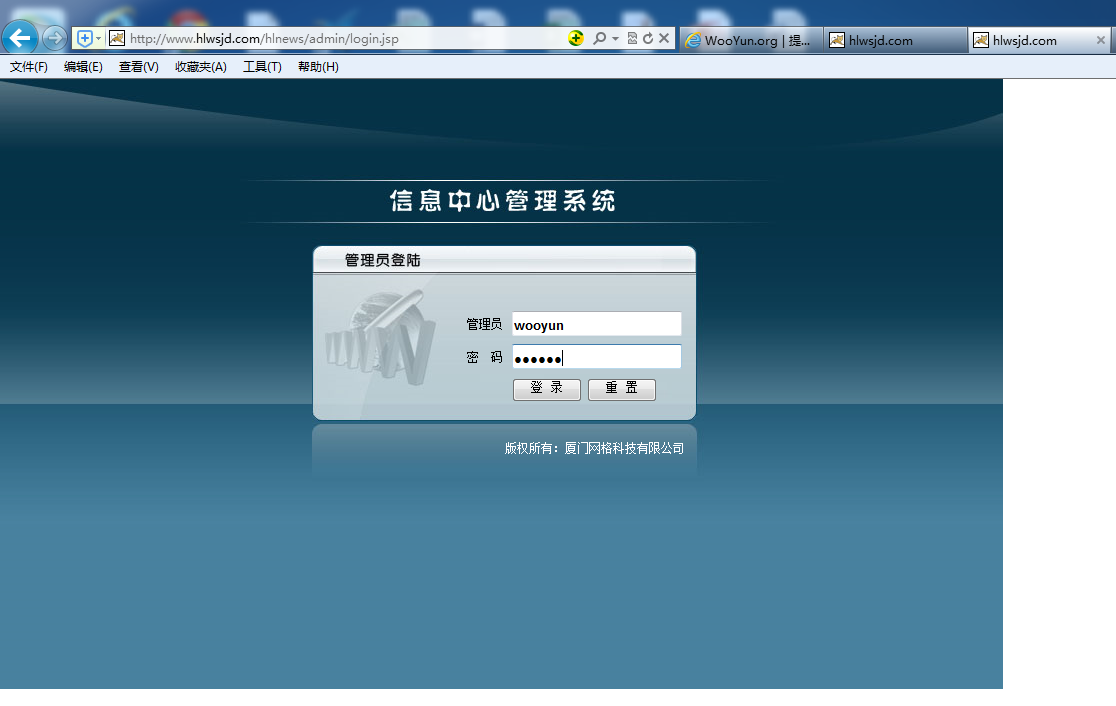 http://www.hlwsjd.com/hlnews/admin/login.jsp
WooYun.org | 提...
hlwsjd.com
hlwsjd.com
文件(F) 编辑(E) 查看(V) 收藏夹(A) 工具(T) 帮助(H)
信息中心管理系统
管理员登陆
管理员 wooyun
密 码 ●●●●●●
登 录 重 置
版权所有：厦门网格科技有限公司